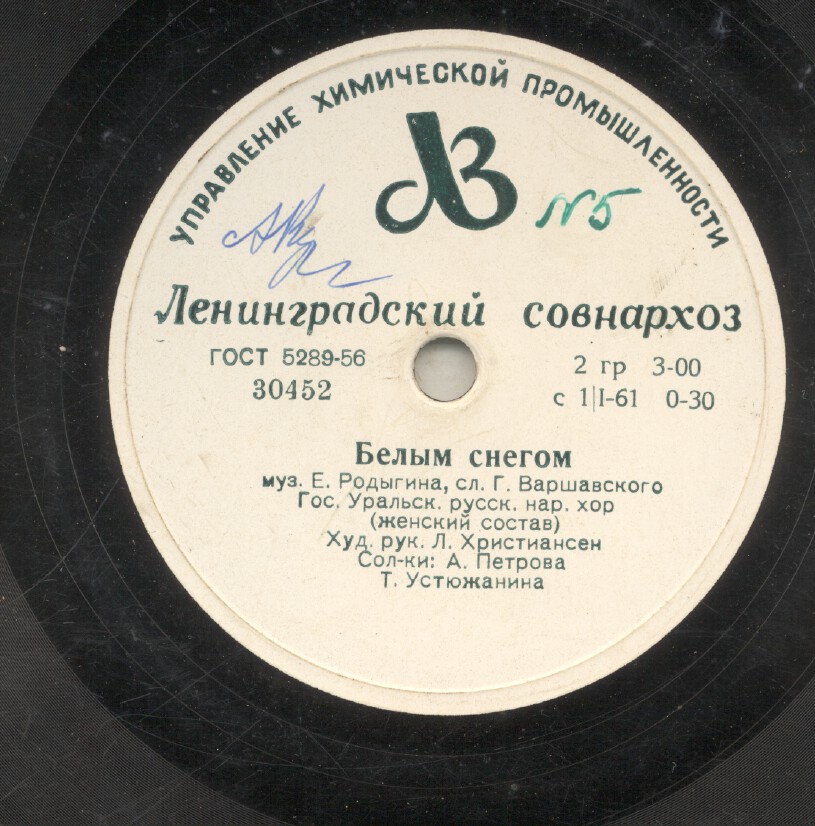 УПРАВЛЕНИЕ ХИМИЧЕСКОЙ ПРОМЫШЛЕННОСТИ
ЛЗ
№5
Ленинградский совнархоз
ГОСТ 5289-56 2 гр 3-00
30452 с 1|I-61 0-30
Белым снегом
муз. Е. Родыгина, сл. Г. Варшавского
Гос. Уральск. русск. нар. хор
(женский состав)
Худ. рук. Л. Христиансен
Сол-ки: А. Петрова
Т. Устюжанина